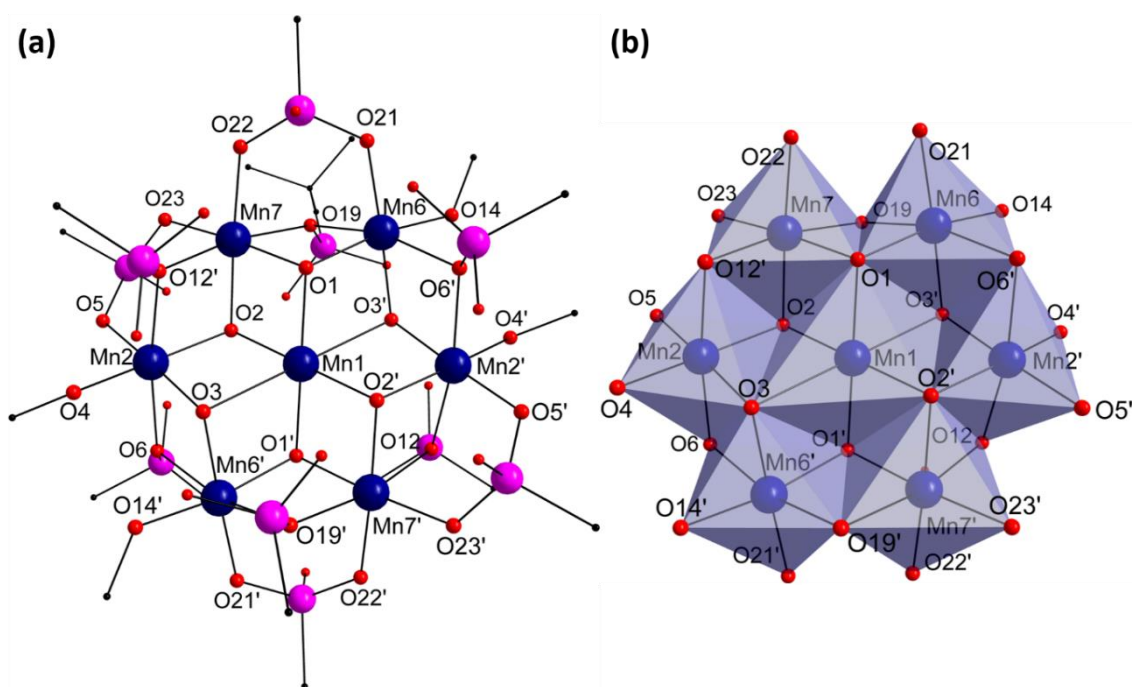 (a)
O22
O21
O23
Mn7
O19
Mn6
O14
O12'
O1
O6'
O5
O2
O3'
O4'
Mn2
Mn1
Mn2'
O3
O2'
O4
O5'
O6
O1'
O12
Mn6'
O14'
O19'
Mn7'
O23'
O21'
O22'
(b)
O22
O21
O23
Mn7
O19
Mn6
O14
O12'
O1
O6'
O5
O2
O3'
O4'
Mn2
Mn1
Mn2'
O4
O3
O2'
O5'
O6
O1'
O12
Mn6'
O14'
O19'
Mn7'
O23'
O21'
O22'